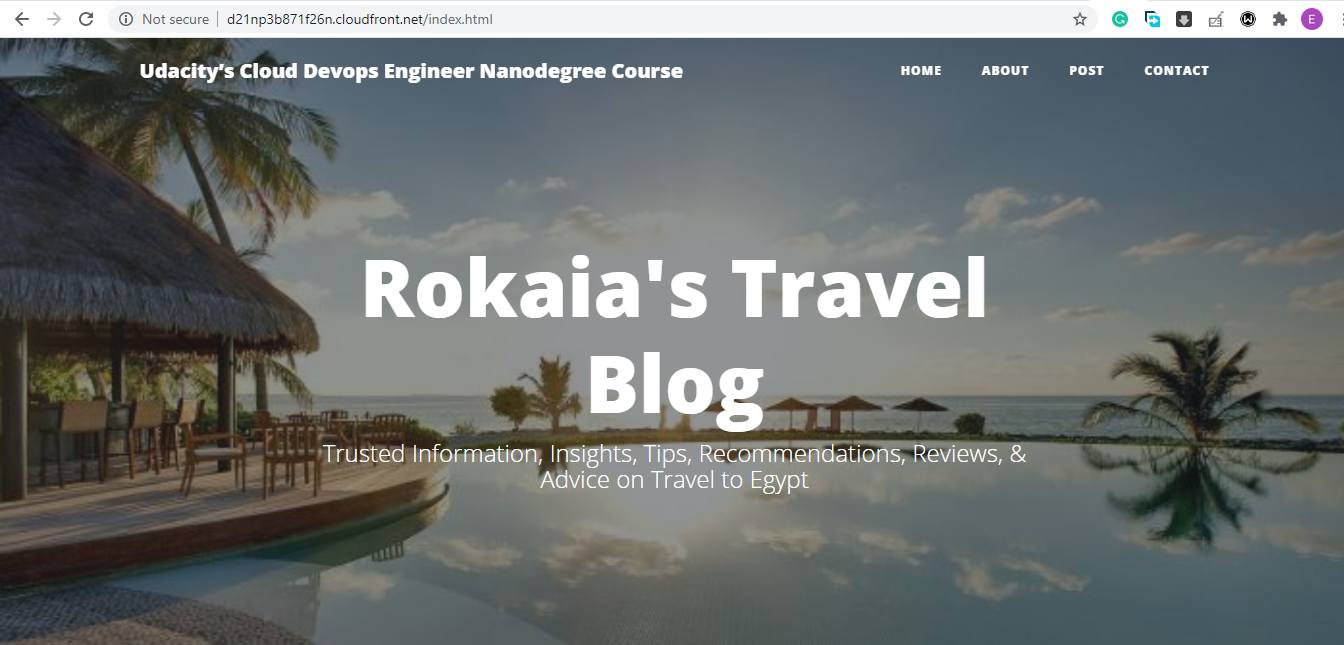 Not secure
d21np3b871f26n.cloudfront.net/index.html
E
Udacity’s Cloud Devops Engineer Nanodegree Course
HOME
ABOUT
POST
CONTACT
Rokaia's Travel
Blog
Trusted Information, Insights, Tips, Recommendations, Reviews, &
Advice on Travel to Egypt